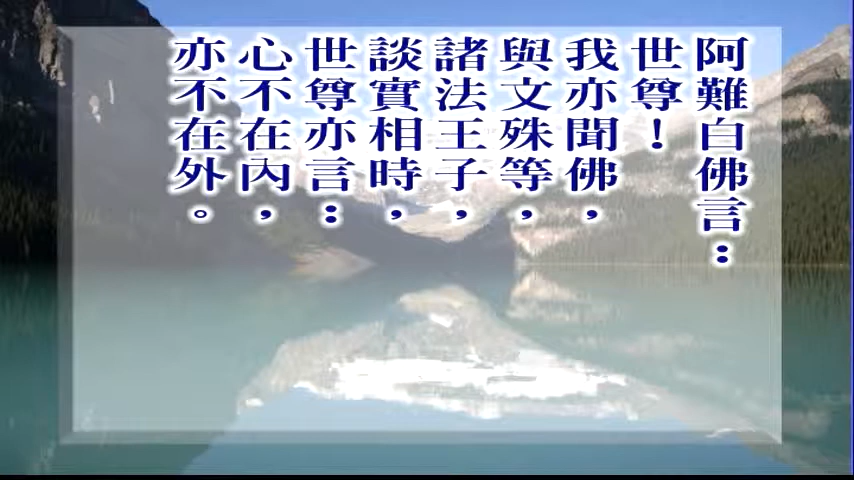 阿難白佛言：
世尊！
我亦聞佛，
與文殊等，
諸法王子，
談實相時，
世尊亦言：
心不在內，
亦不在外。